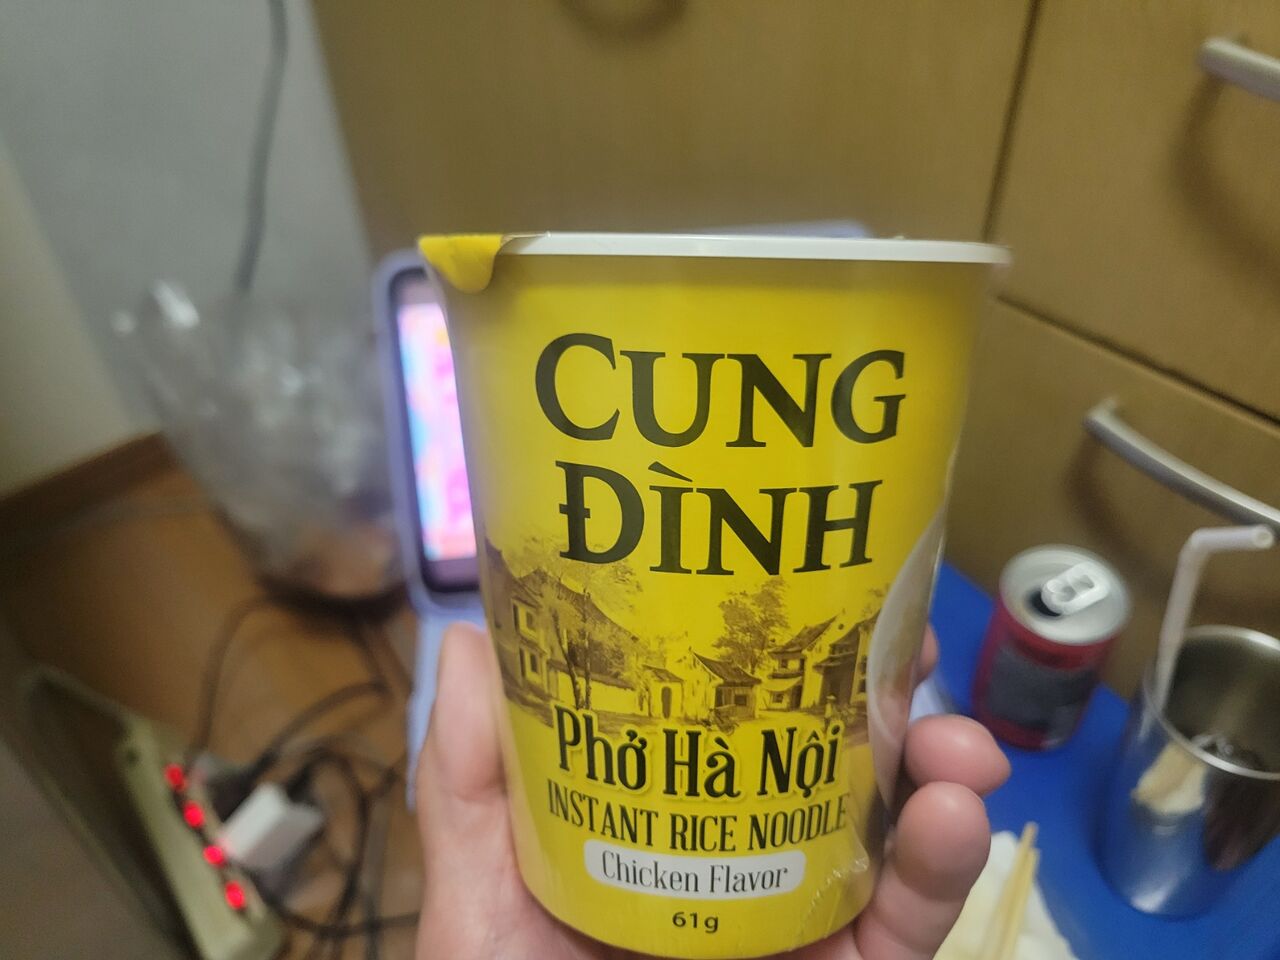 CUNG
ĐÌNH
Phở Hà Nội
INSTANT RICE NOODLE
Chicken Flavor
61g